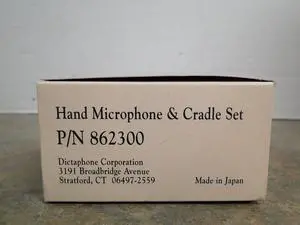 Hand Microphone & Cradle Set
P/N 862300
Dictaphone Corporation
3191 Broadbridge Avenue
Stratford, CT 06497-2559
Made in Japan